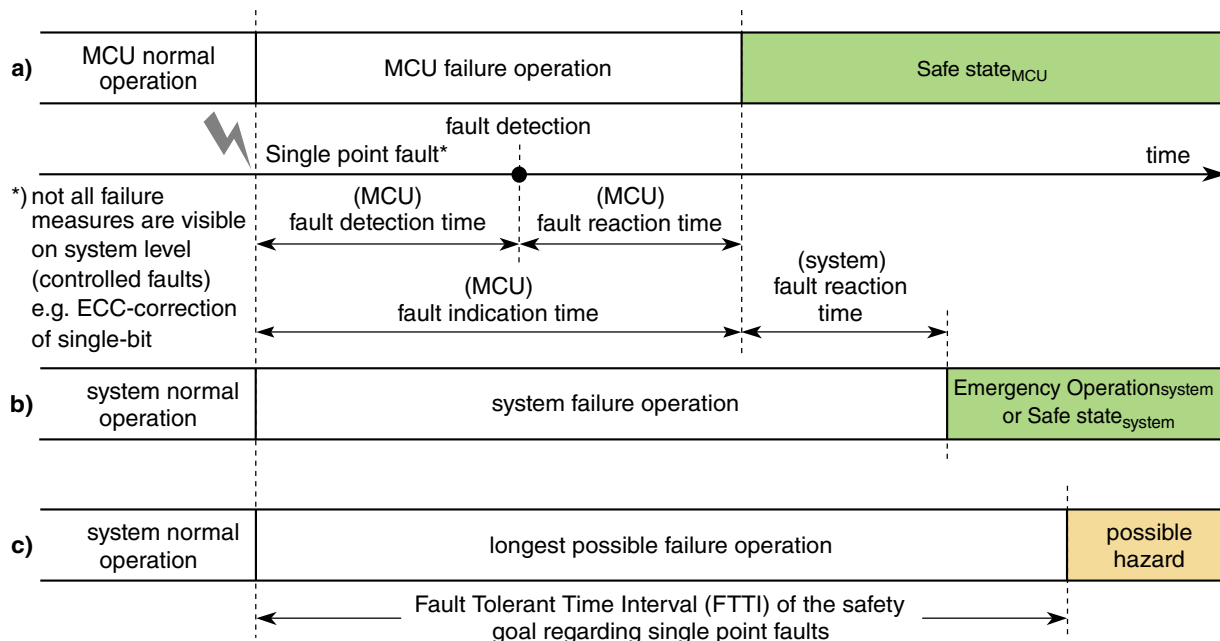 a)
MCU normal
operation
MCU failure operation
Safe stateMCU
fault detection
Single point fault*
time
*) not all failure
measures are visible
on system level
(controlled faults)
e.g. ECC-correction
of single-bit
(MCU)
fault detection time
(MCU)
fault reaction time
(MCU)
fault indication time
(system)
fault reaction
time
b)
system normal
operation
system failure operation
Emergency Operationsystem
or Safe statesystem
c)
system normal
operation
longest possible failure operation
possible
hazard
Fault Tolerant Time Interval (FTTI) of the safety
goal regarding single point faults